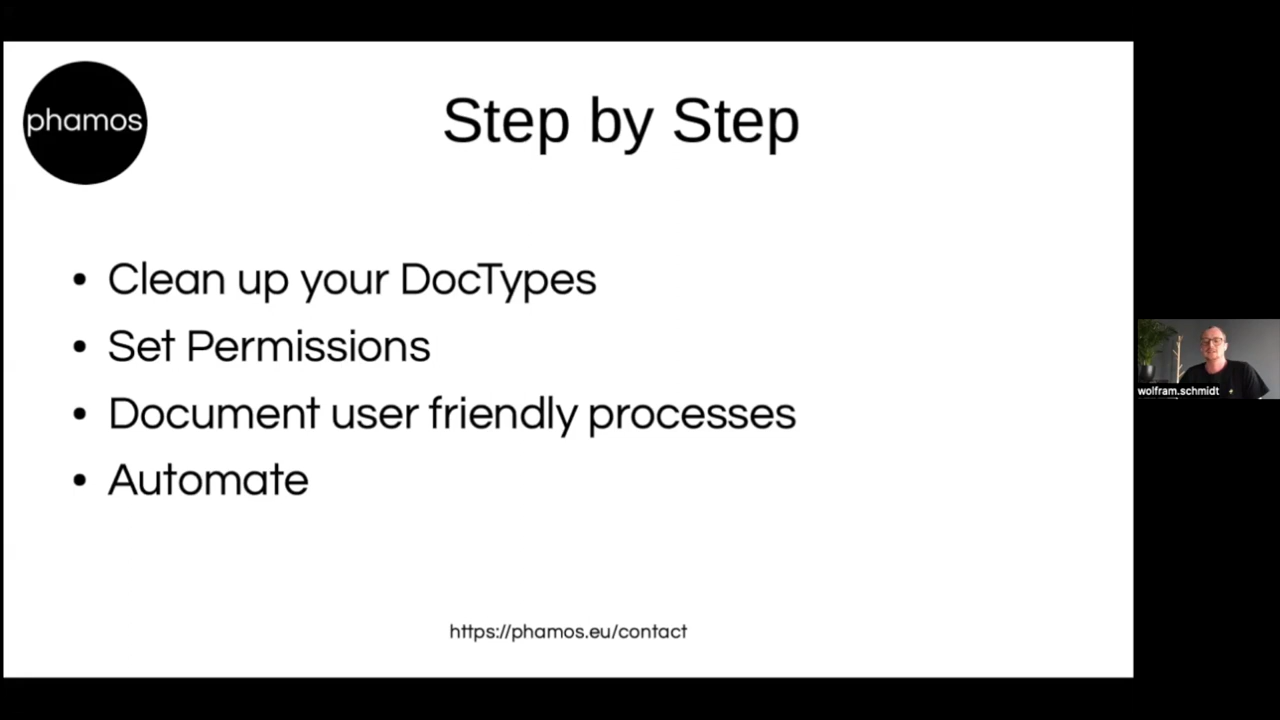 phamos
Step by Step
• Clean up your DocTypes
• Set Permissions
• Document user friendly processes
• Automate
https://phamos.eu/contact
wolfram.schmidt